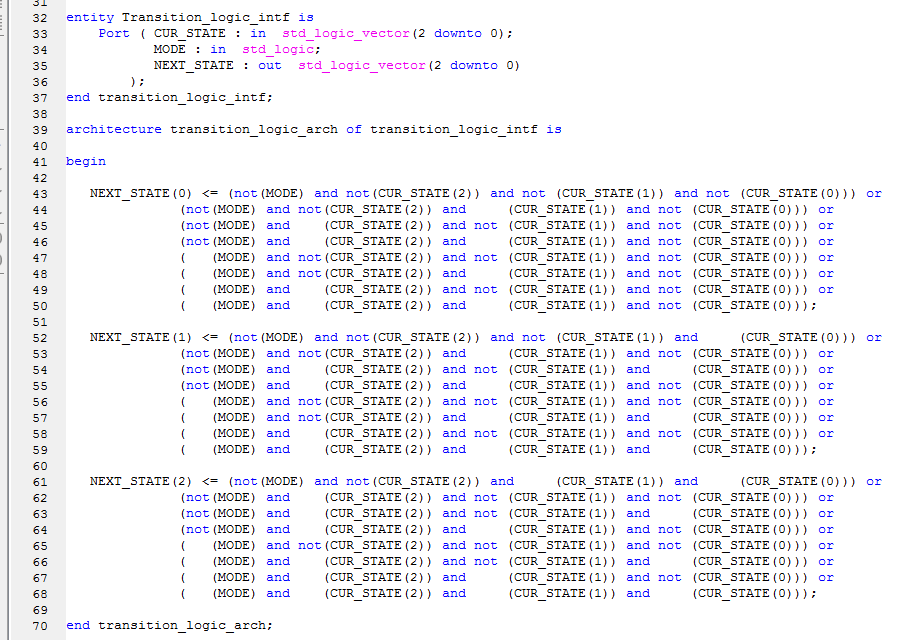 31
32 entity Transition_logic_intf is
33     Port ( CUR_STATE : in  std_logic_vector(2 downto 0);
34            MODE : in  std_logic;
35            NEXT_STATE : out  std_logic_vector(2 downto 0)
36         );
37 end transition_logic_intf;
38
39 architecture transition_logic_arch of transition_logic_intf is
40
41 begin
42
43    NEXT_STATE(0) <= (not(MODE) and not(CUR_STATE(2)) and not (CUR_STATE(1)) and not (CUR_STATE(0))) or
44               (not(MODE) and not(CUR_STATE(2)) and     (CUR_STATE(1)) and not (CUR_STATE(0))) or
45               (not(MODE) and    (CUR_STATE(2)) and not (CUR_STATE(1)) and not (CUR_STATE(0))) or
46               (not(MODE) and    (CUR_STATE(2)) and     (CUR_STATE(1)) and not (CUR_STATE(0))) or
47               (   (MODE) and not(CUR_STATE(2)) and not (CUR_STATE(1)) and not (CUR_STATE(0))) or
48               (   (MODE) and not(CUR_STATE(2)) and     (CUR_STATE(1)) and not (CUR_STATE(0))) or
49               (   (MODE) and    (CUR_STATE(2)) and not (CUR_STATE(1)) and not (CUR_STATE(0))) or
50               (   (MODE) and    (CUR_STATE(2)) and     (CUR_STATE(1)) and not (CUR_STATE(0)));
51
52    NEXT_STATE(1) <= (not(MODE) and not(CUR_STATE(2)) and not (CUR_STATE(1)) and     (CUR_STATE(0))) or
53               (not(MODE) and not(CUR_STATE(2)) and     (CUR_STATE(1)) and not (CUR_STATE(0))) or
54               (not(MODE) and    (CUR_STATE(2)) and not (CUR_STATE(1)) and     (CUR_STATE(0))) or
55               (not(MODE) and    (CUR_STATE(2)) and     (CUR_STATE(1)) and not (CUR_STATE(0))) or
56               (   (MODE) and not(CUR_STATE(2)) and not (CUR_STATE(1)) and not (CUR_STATE(0))) or
57               (   (MODE) and not(CUR_STATE(2)) and     (CUR_STATE(1)) and     (CUR_STATE(0))) or
58               (   (MODE) and    (CUR_STATE(2)) and not (CUR_STATE(1)) and not (CUR_STATE(0))) or
59               (   (MODE) and    (CUR_STATE(2)) and     (CUR_STATE(1)) and     (CUR_STATE(0)));
60
61    NEXT_STATE(2) <= (not(MODE) and not(CUR_STATE(2)) and     (CUR_STATE(1)) and     (CUR_STATE(0))) or
62               (not(MODE) and    (CUR_STATE(2)) and not (CUR_STATE(1)) and not (CUR_STATE(0))) or
63               (not(MODE) and    (CUR_STATE(2)) and not (CUR_STATE(1)) and     (CUR_STATE(0))) or
64               (not(MODE) and    (CUR_STATE(2)) and     (CUR_STATE(1)) and not (CUR_STATE(0))) or
65               (   (MODE) and not(CUR_STATE(2)) and not (CUR_STATE(1)) and not (CUR_STATE(0))) or
66               (   (MODE) and    (CUR_STATE(2)) and not (CUR_STATE(1)) and     (CUR_STATE(0))) or
67               (   (MODE) and    (CUR_STATE(2)) and     (CUR_STATE(1)) and not (CUR_STATE(0))) or
68               (   (MODE) and    (CUR_STATE(2)) and     (CUR_STATE(1)) and     (CUR_STATE(0)));
69
70 end transition_logic_arch;